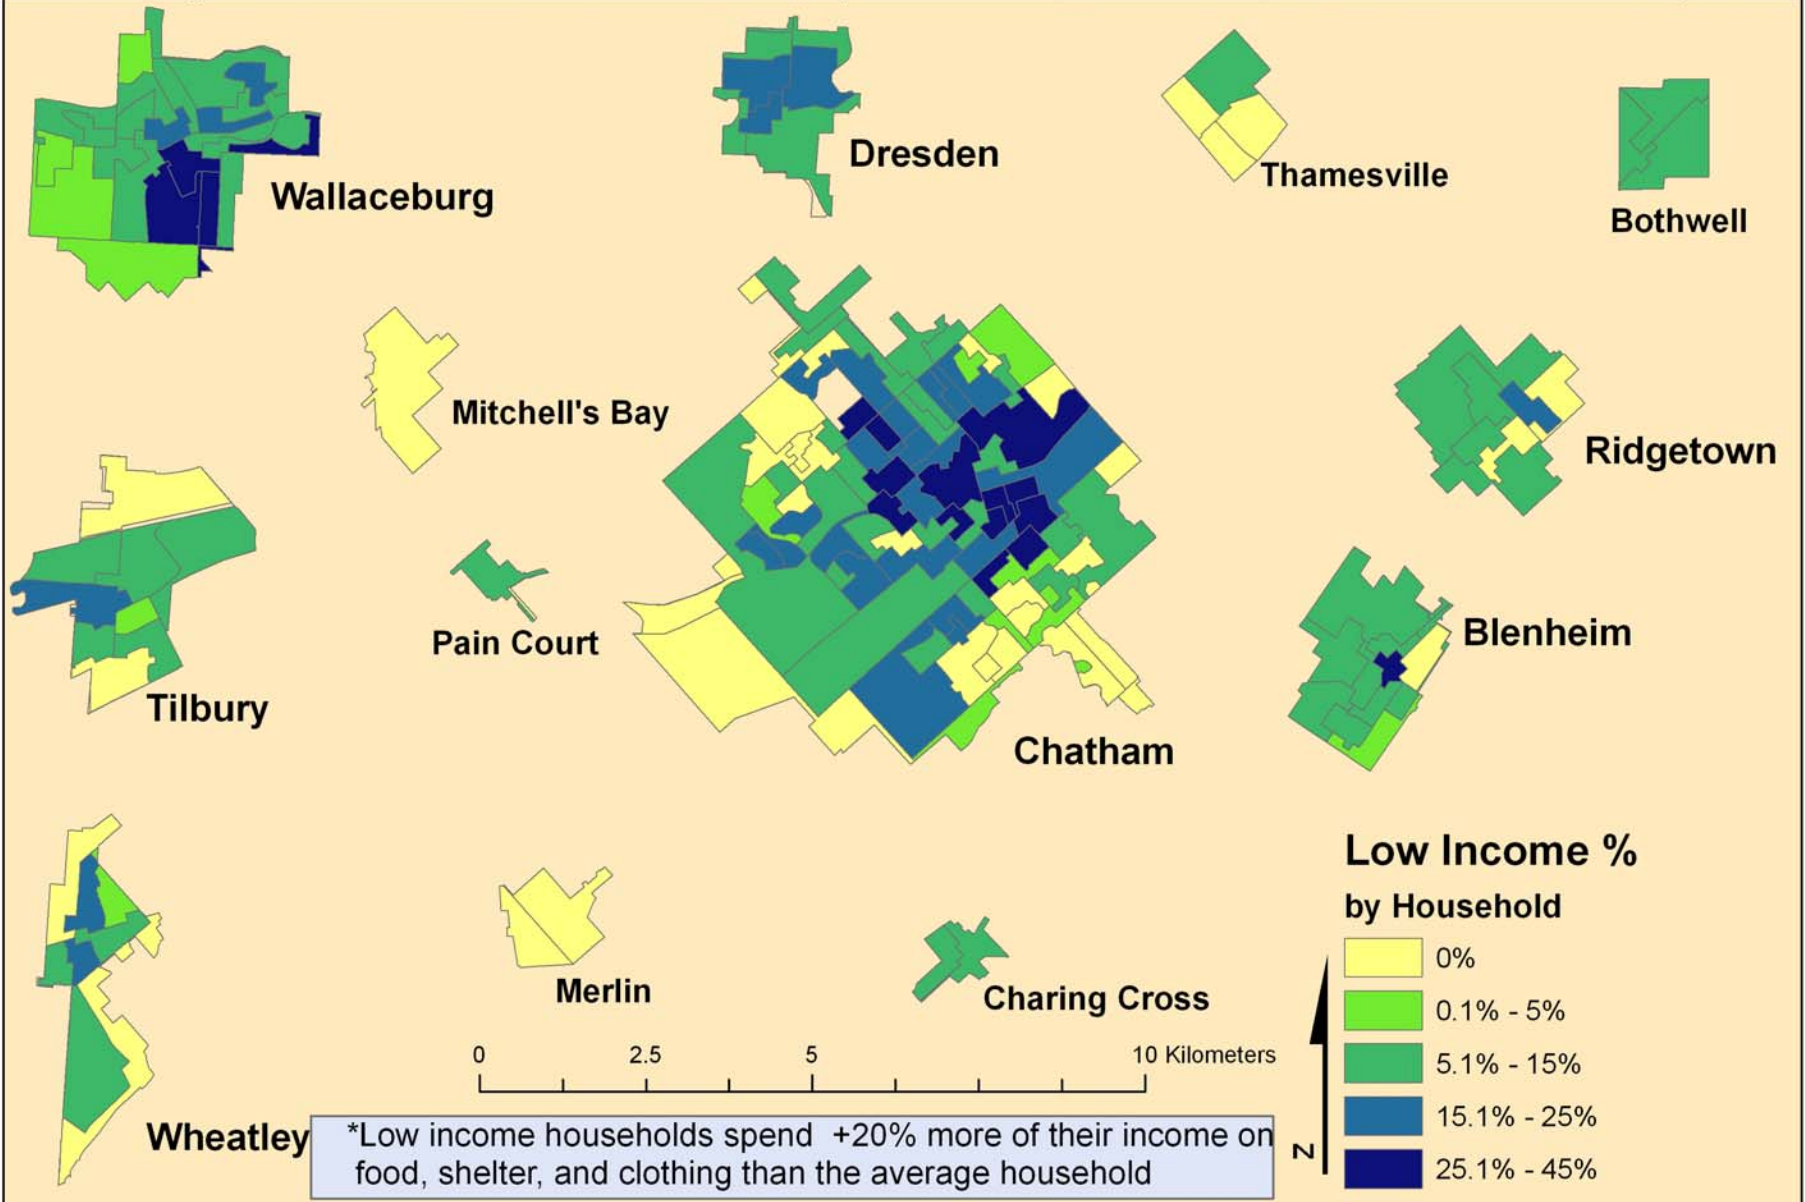 Wallaceburg
Dresden
Thamesville
Bothwell
Mitchell's Bay
Ridgetown
Tilbury
Pain Court
Chatham
Blenheim
Wheatley
Merlin
Charing Cross
Low Income %
by Household
0%
0.1% - 5%
5.1% - 15%
15.1% - 25%
25.1% - 45%
N
0 2.5 5 10 Kilometers
*Low income households spend +20% more of their income on
food, shelter, and clothing than the average household